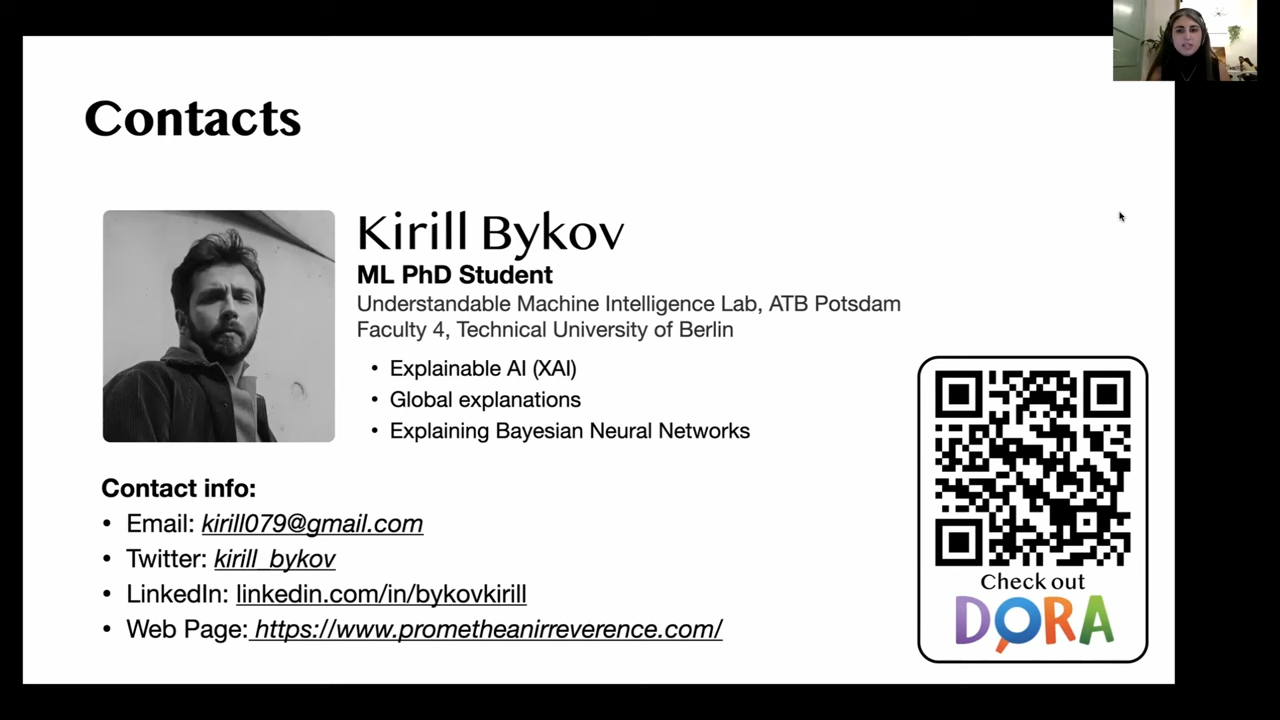 Contacts
Kirill Bykov
ML PhD Student
Understandable Machine Intelligence Lab, ATB Potsdam
Faculty 4, Technical University of Berlin
• Explainable AI (XAI)
• Global explanations
• Explaining Bayesian Neural Networks
Contact info:
• Email: kirill079@gmail.com
• Twitter: kirill_bykov
• LinkedIn: linkedin.com/in/bykovkirill
• Web Page: https://www.prometheanirreverence.com/
Check out
DORA